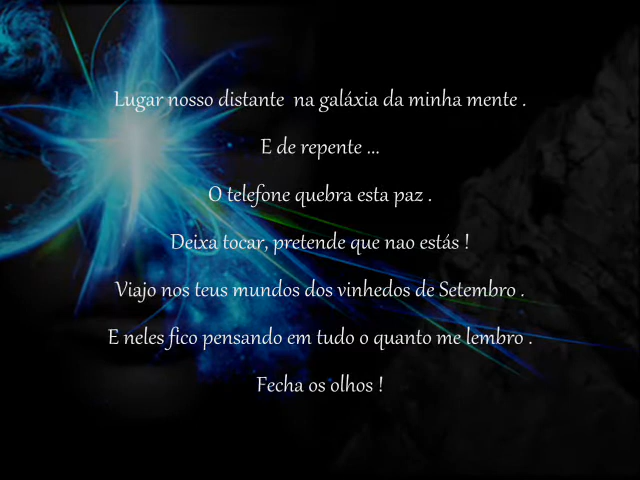 Lugar nosso distante  na galáxia da minha mente .
E de repente ...
O telefone quebra esta paz .
Deixa tocar, pretende que nao estás !
Viajo nos teus mundos dos vinhedos de Setembro .
E neles fico pensando em tudo o quanto me lembro .
Fecha os olhos !